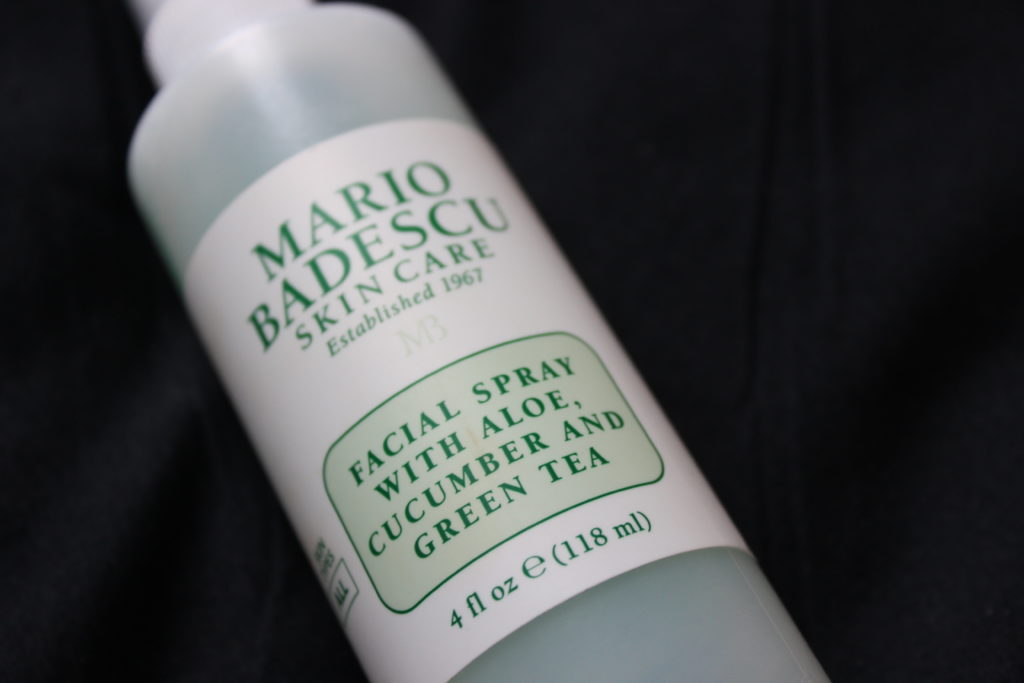 MARIO
BADESCU
SKIN CARE
Established 1967
MB
FACIAL SPRAY
WITH ALOE,
CUCUMBER AND
GREEN TEA
4 fl oz ℮ (118 ml)
ALL